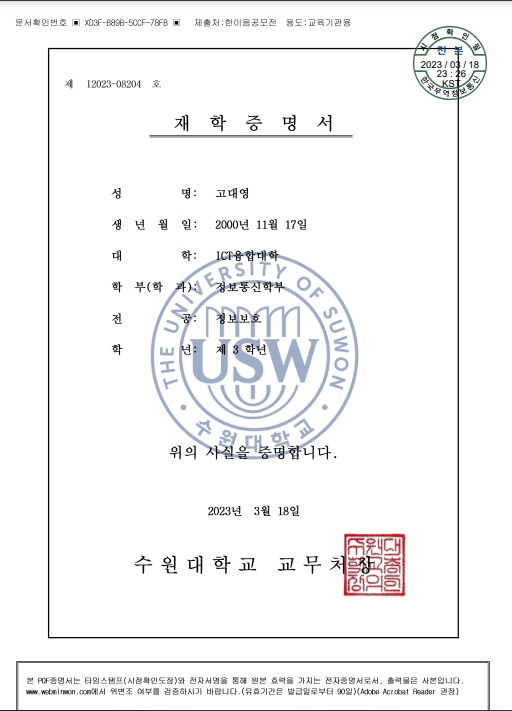 문서확인번호 ▣ X03F-B89B-5CCF-78FB ▣ 제출처:한이음공모전 용도:교육기관용
시점확인필
전 본
2023 / 03 / 18
23 : 26
KST
한국무역정보통신
제 I2023-08204 호
재 학 증 명 서
성 명: 고대영
생 년 월 일: 2000년 11월 17일
대 학: ICT융합대학
학 부(학 과): 정보통신학부
전 공: 정보보호
학 년: 제 3 학년
THE UNIVERSITY OF SUWON
USW
수원대학교
위의 사실을 증명합니다.
2023년 3월 18일
수원대학교 교무처장
본 PDF증명서는 타임스탬프(시점확인도장)와 전자서명을 통해 원본 효력을 가지는 전자증명서로서, 출력물은 사본입니다.
www.webminwon.com에서 위변조 여부를 검증하시기 바랍니다.(유효기간은 발급일로부터 90일)(Adobe Acrobat Reader 권장)